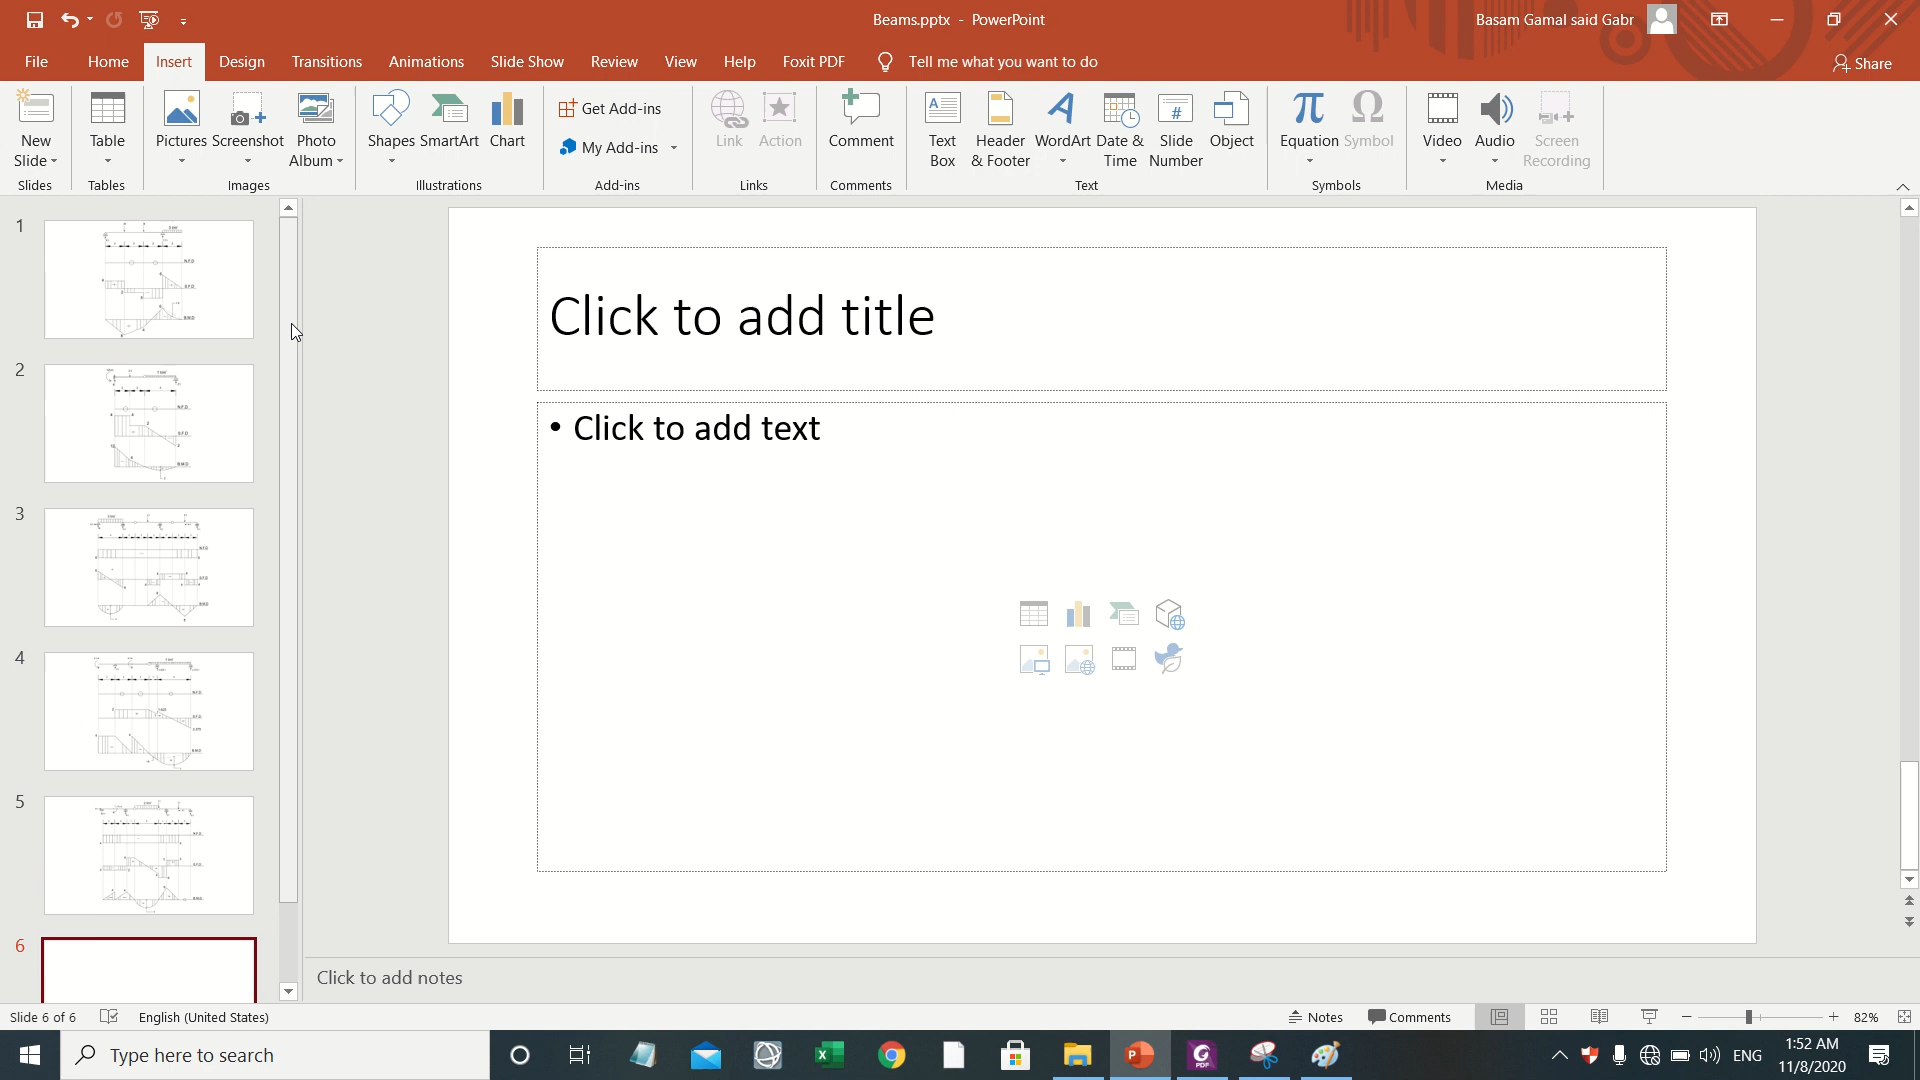 Beams.pptx - PowerPoint
Basam Gamal said Gabr
File Home Insert Design Transitions Animations Slide Show Review View Help Foxit PDF Tell me what you want to do
Share
New Slide
Table
Pictures
Screenshot
Photo Album
Shapes
SmartArt
Chart
Get Add-ins
My Add-ins
Link
Action
Comment
Text Box
Header & Footer
WordArt
Date & Time
Slide Number
Object
Equation
Symbol
Video
Audio
Screen Recording
Slides Tables Images Illustrations Add-ins Links Comments Text Symbols Media
1
2
3
4
5
6
Click to add title
• Click to add text
Click to add notes
Slide 6 of 6 English (United States) Notes Comments 82%
Type here to search
ENG
1:52 AM
11/8/2020